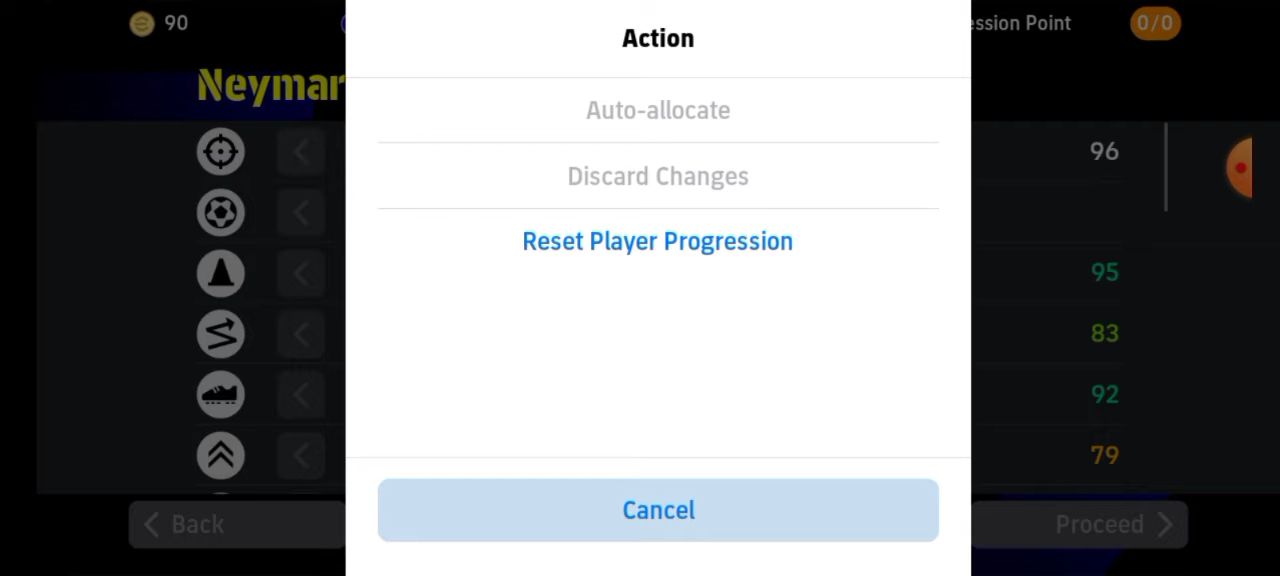 90
Action
ession Point
0/0
Neymar
Auto-allocate
96
Discard Changes
Reset Player Progression
95
83
92
79
Cancel
Back
Proceed